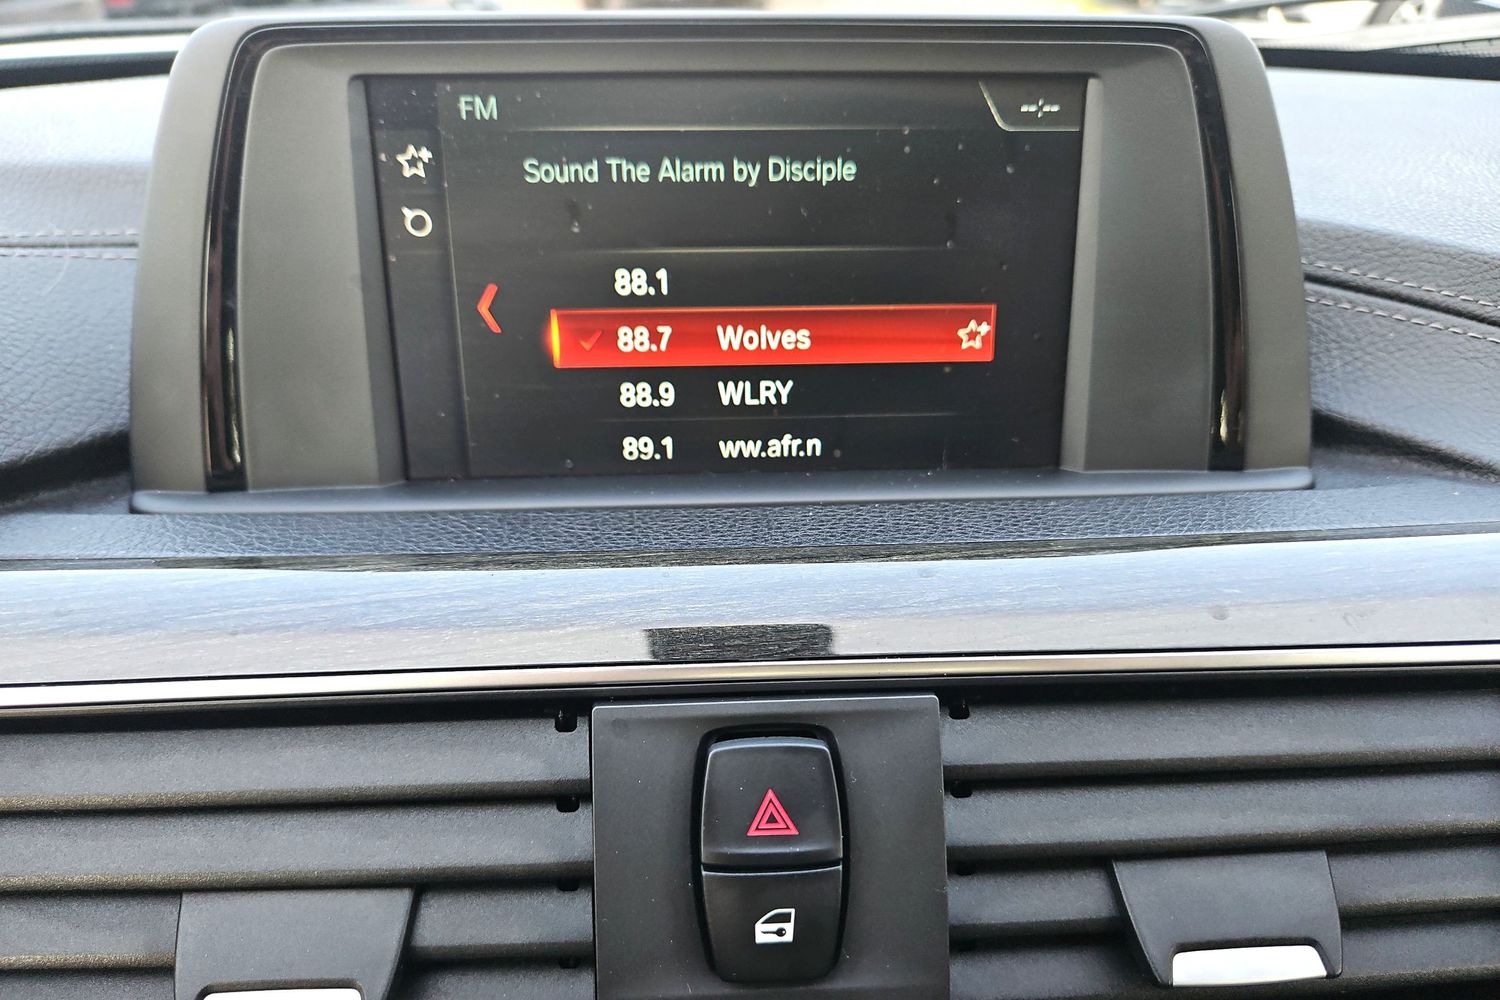 FM
--:--
Sound The Alarm by Disciple
88.1
88.7 Wolves
88.9 WLRY
89.1 ww.afr.n